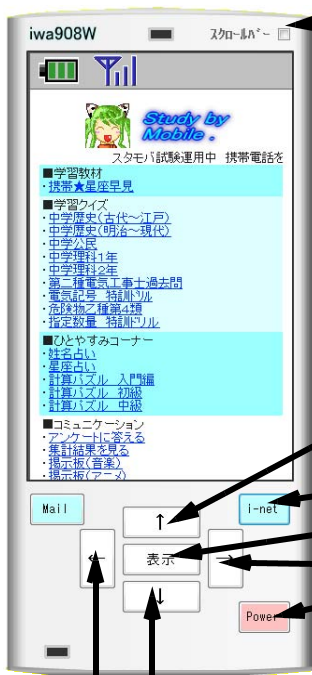 iwa908W
スクロールバー
Study by
Mobile .
スタモバ試験運用中 携帯電話を
■学習教材
・携帯★星座早見
■学習クイズ
・中学歴史(古代～江戸)
・中学歴史(明治～現代)
・中学公民
・中学理科1年
・中学理科2年
・第二種電気工事士過去問
・電気記号 特訓ドリル
・危険物乙種第4類
・指定数量 特訓ドリル
■ひとやすみコーナー
・姓名占い
・星座占い
・計算パズル 入門編
・計算パズル 初級
・計算パズル 中級
■コミュニケーション
・アンケートに答える
・集計結果を見る
・掲示板(音楽)
・掲示板(アニメ)
Mail
↑
i-net
←
表示
→
↓
Power